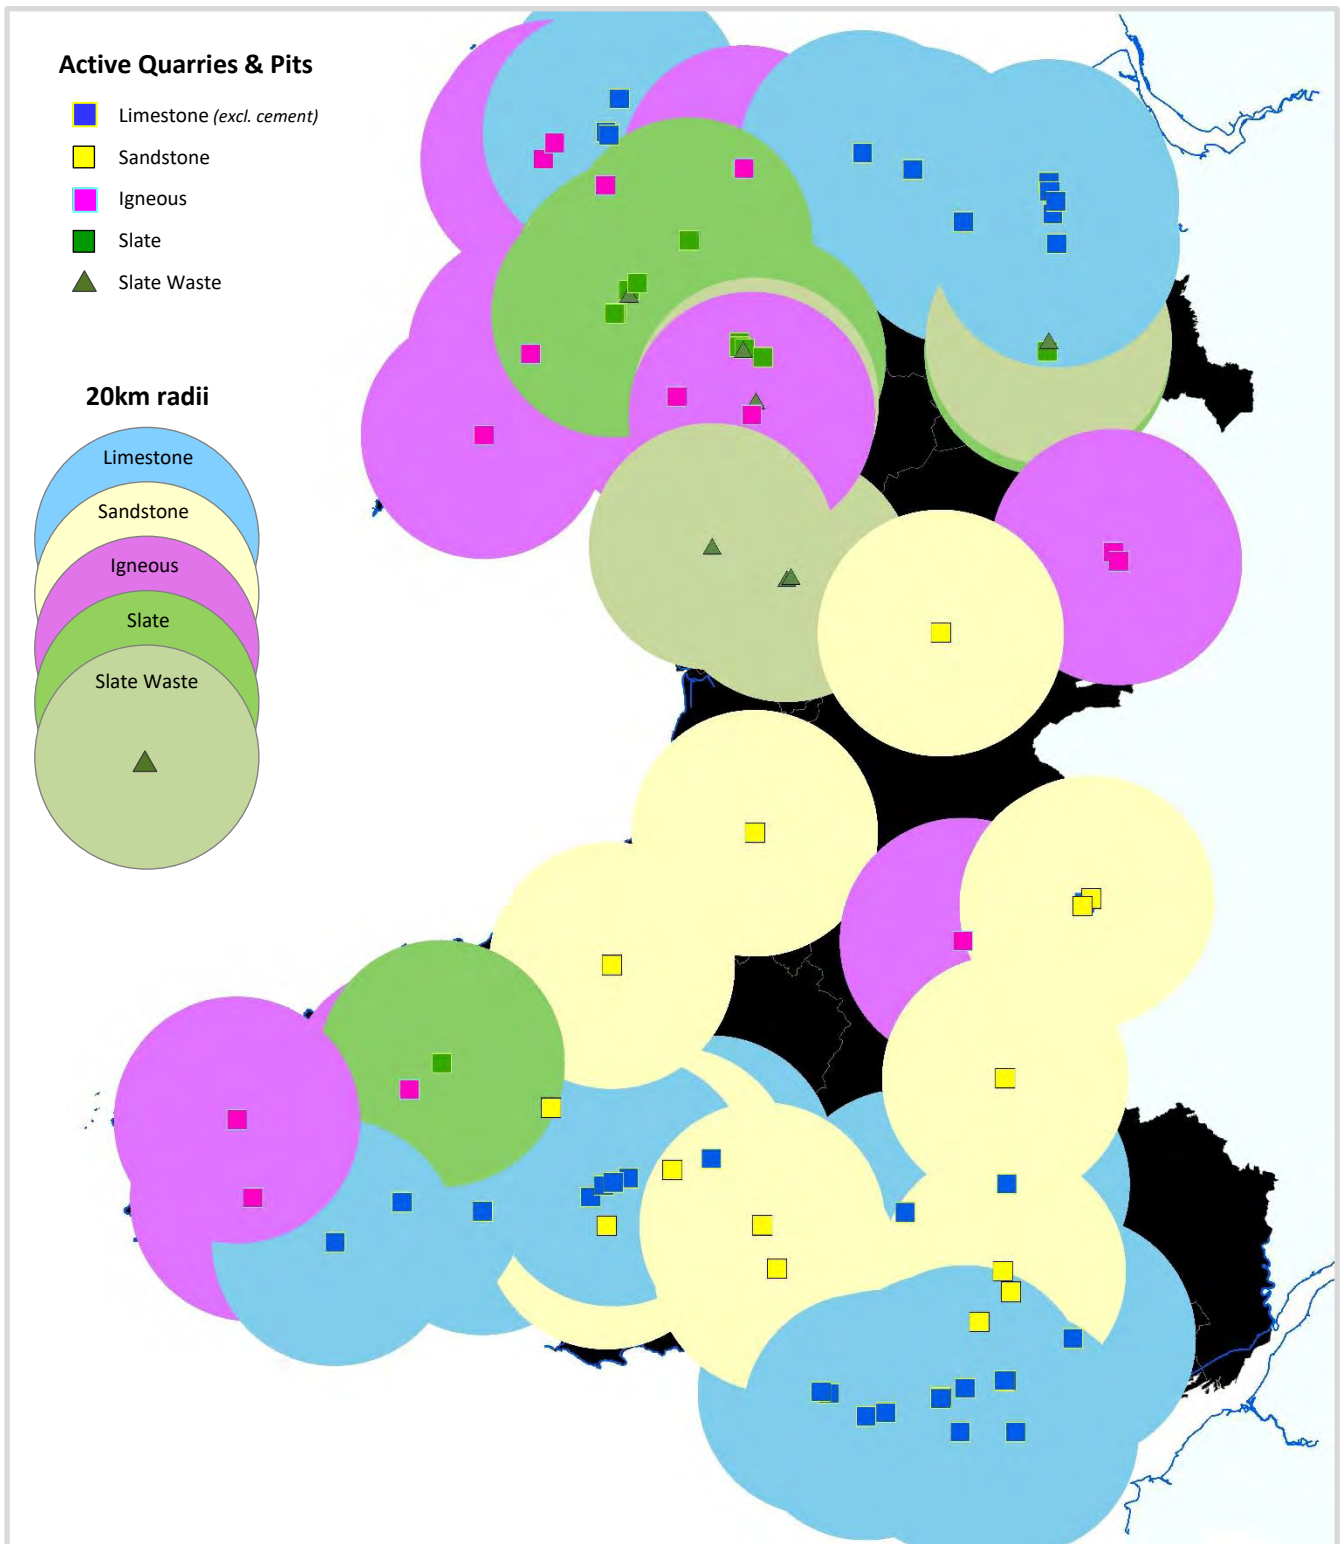 Active Quarries & Pits
Limestone (excl. cement)
Sandstone
Igneous
Slate
Slate Waste
20km radii
Limestone
Sandstone
Igneous
Slate
Slate Waste